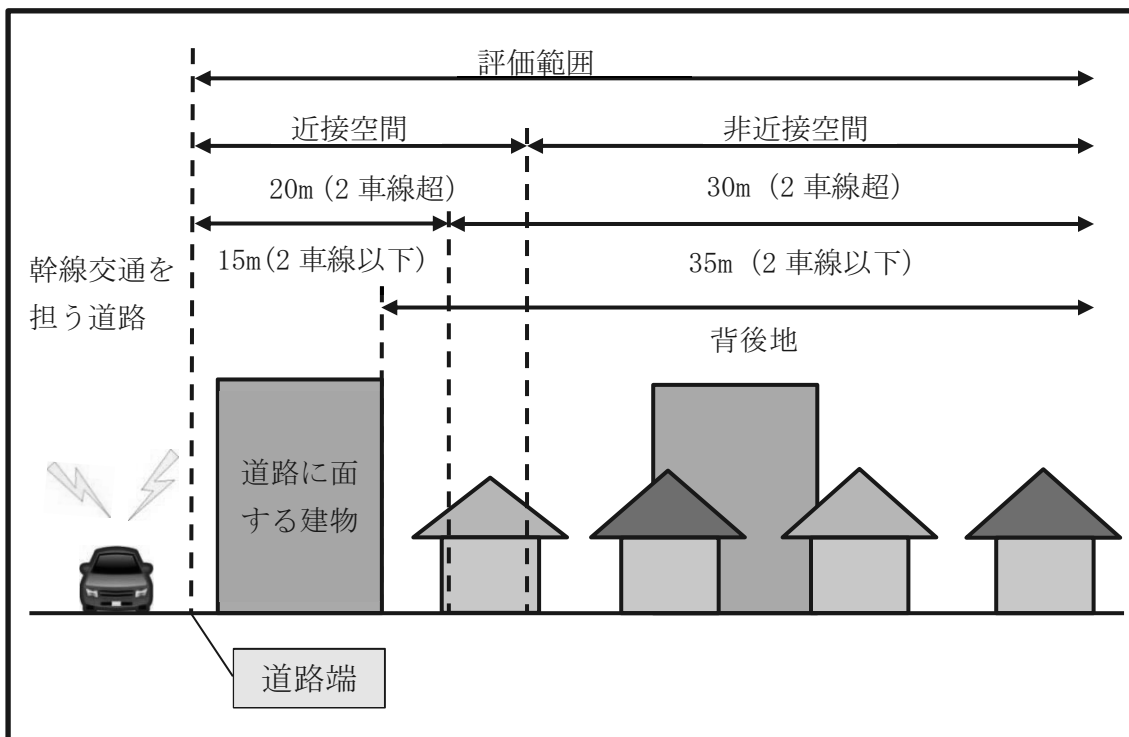 評価範囲
近接空間
非近接空間
20m(2 車線超)
30m (2 車線超)
15m(2 車線以下)
35m (2 車線以下)
幹線交通を
担う道路
背後地
道路に面
する建物
道路端